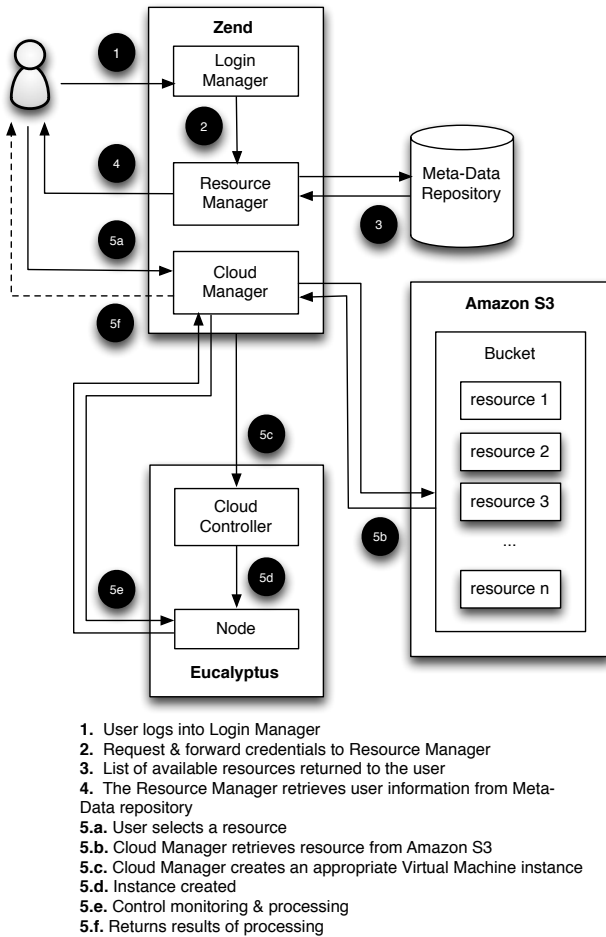 Zend
1
Login
Manager
2
4
Resource
Manager
Meta-Data
Repository
3
5a
Cloud
Manager
5f
Amazon S3
Bucket
resource 1
resource 2
resource 3
...
resource n
5b
5c
Cloud
Controller
5d
5e
Node
Eucalyptus
1. User logs into Login Manager
2. Request & forward credentials to Resource Manager
3. List of available resources returned to the user
4. The Resource Manager retrieves user information from Meta-
Data repository
5.a. User selects a resource
5.b. Cloud Manager retrieves resource from Amazon S3
5.c. Cloud Manager creates an appropriate Virtual Machine instance
5.d. Instance created
5.e. Control monitoring & processing
5.f. Returns results of processing